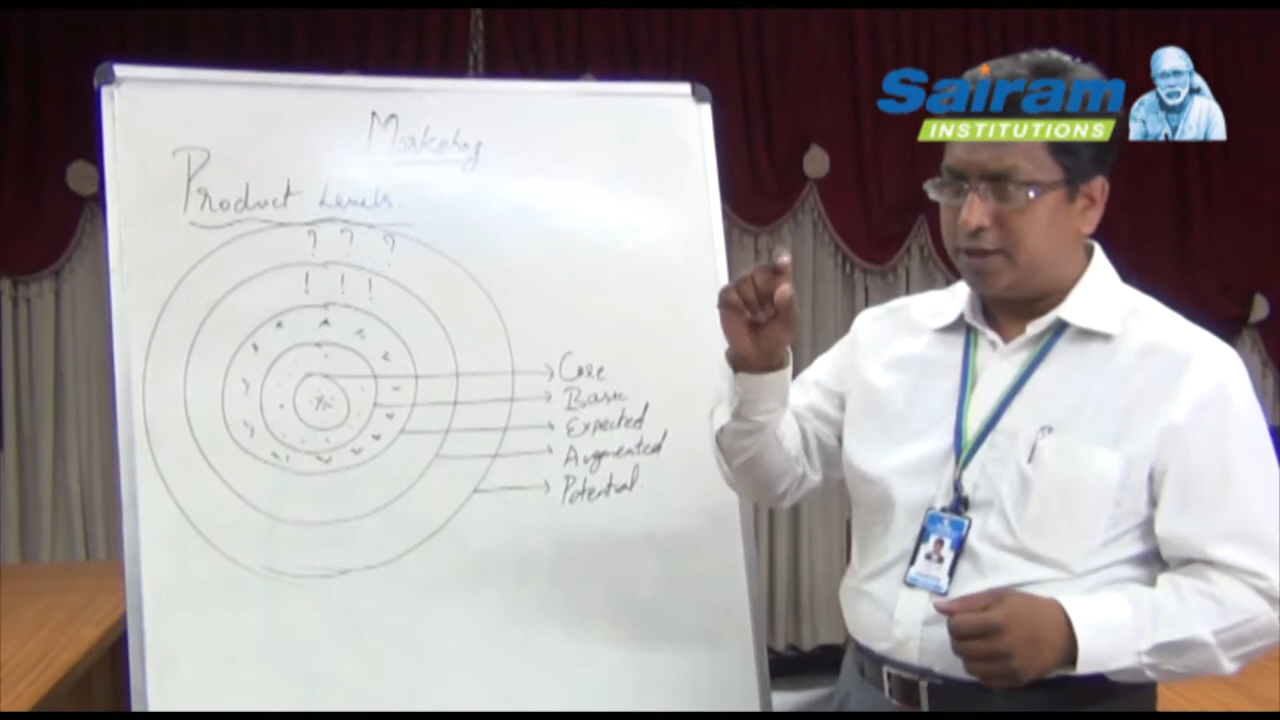 Sairam
INSTITUTIONS
Marketing
Product Levels
? ? ?
! ! !
Core
Basic
Expected
Augmented
Potential